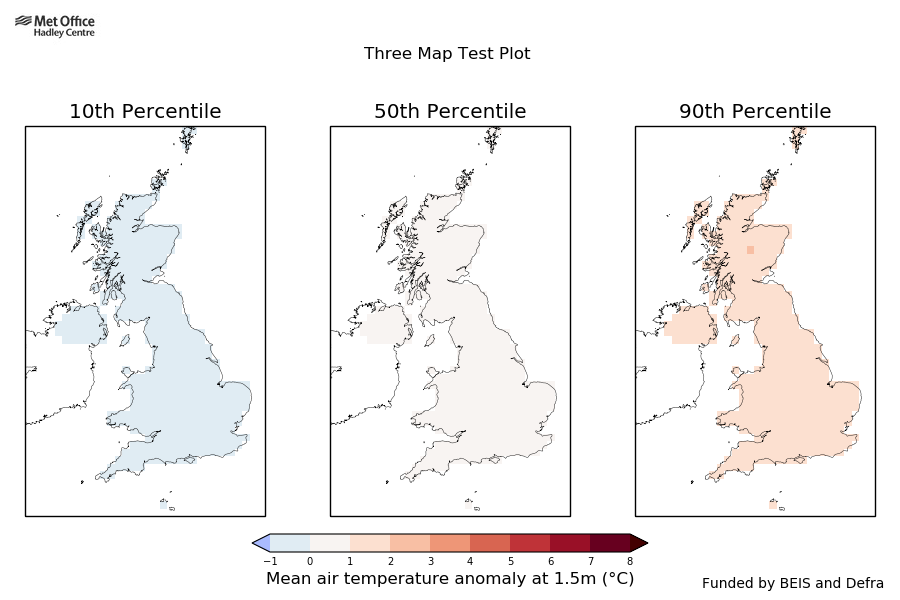 Met Office
Hadley Centre
Three Map Test Plot
10th Percentile
50th Percentile
90th Percentile
−1 0 1 2 3 4 5 6 7 8
Mean air temperature anomaly at 1.5m (°C)
Funded by BEIS and Defra